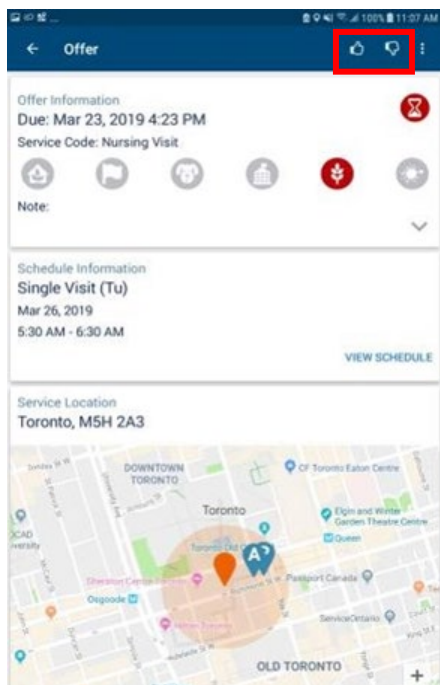 11:07 AM
100%
Offer
Offer Information
Due: Mar 23, 2019 4:23 PM
Service Code: Nursing Visit
Note:
Schedule Information
Single Visit (Tu)
Mar 26, 2019
5:30 AM - 6:30 AM
VIEW SCHEDULE
Service Location
Toronto, M5H 2A3
DOWNTOWN
TORONTO
CF Toronto Eaton Centre
Toronto
Elgin and Winter
Garden Theatre Centre
Queen
Toronto Old
A
Passport Canada
Osgoode
ServiceOntario
OLD TORONTO
+